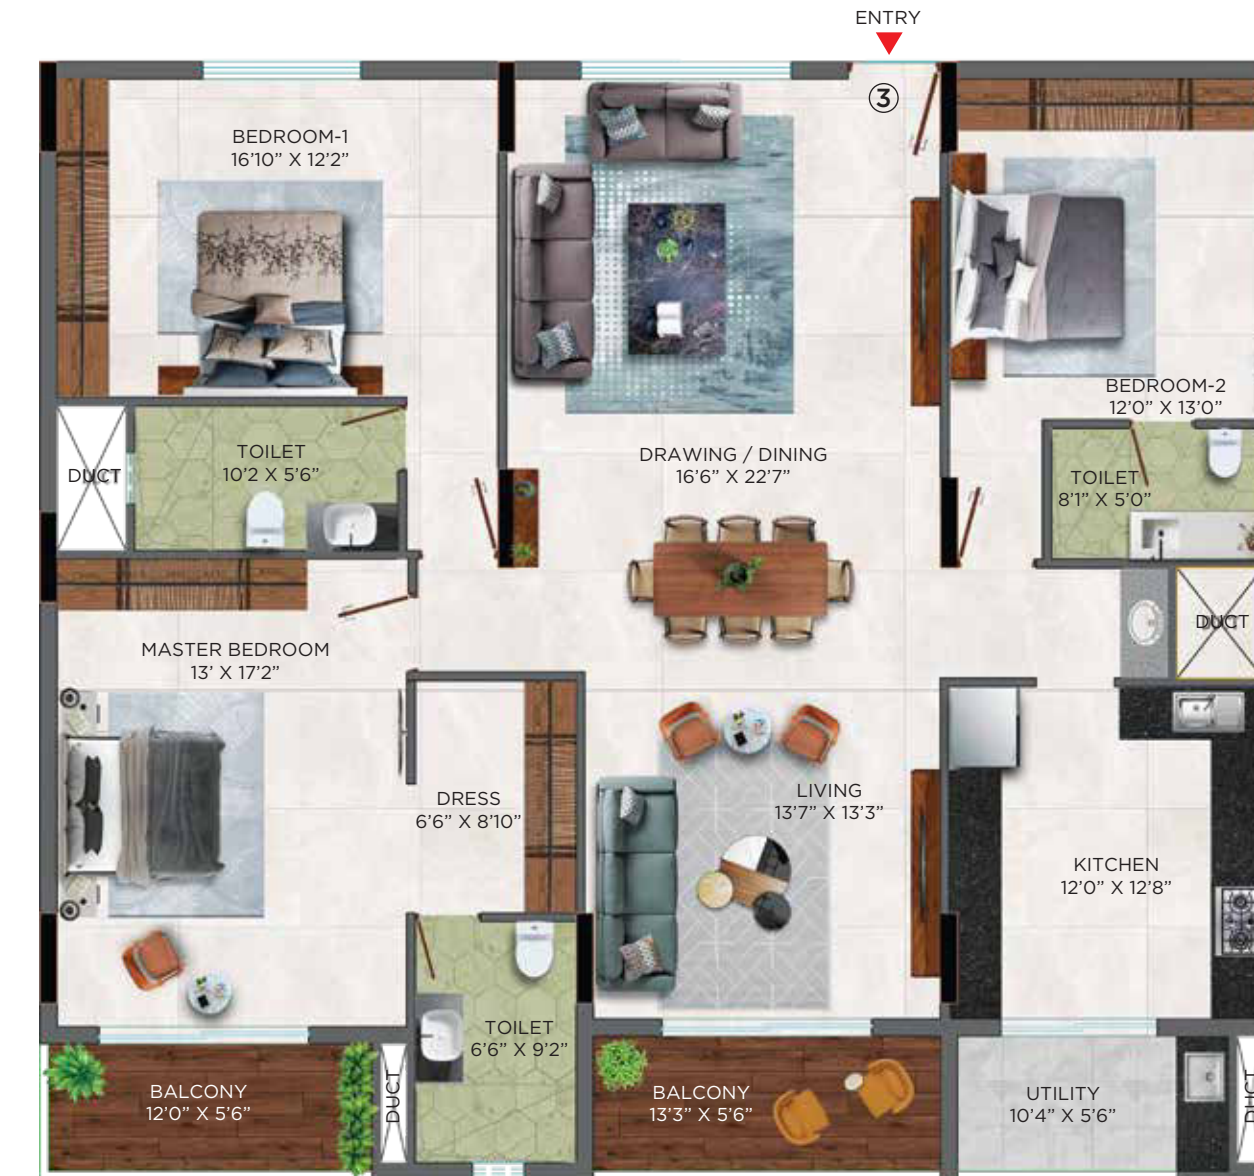 ENTRY
③
BEDROOM-1
16’10” X 12’2”
BEDROOM-2
12’0” X 13’0”
TOILET
10’2 X 5’6”
DUCT
DRAWING / DINING
16’6” X 22’7”
TOILET
8’1” X 5’0”
DUCT
MASTER BEDROOM
13’ X 17’2”
DRESS
6’6” X 8’10”
LIVING
13’7” X 13’3”
KITCHEN
12’0” X 12’8”
TOILET
6’6” X 9’2”
BALCONY
12’0” X 5’6”
DUCT
BALCONY
13’3” X 5’6”
UTILITY
10’4” X 5’6”
DUCT